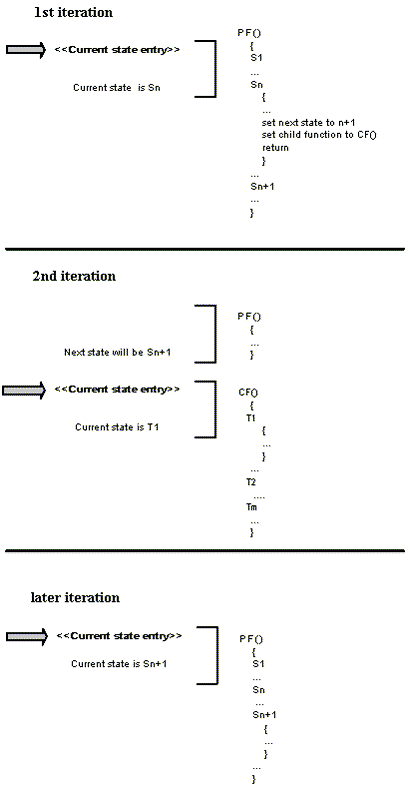 1st iteration
<<Current state entry>>
Current state is Sn
PF()
{
S1
...
Sn
{
...
set next state to n+1
set child function to CF()
return
}
...
Sn+1
...
}
2nd iteration
Next state will be Sn+1
PF()
{
...
}
<<Current state entry>>
Current state is T1
CF()
{
T1
{
...
}
...
T2
....
Tm
...
}
later iteration
<<Current state entry>>
Current state is Sn+1
PF()
{
S1
...
Sn
...
Sn+1
{
...
}
...
}